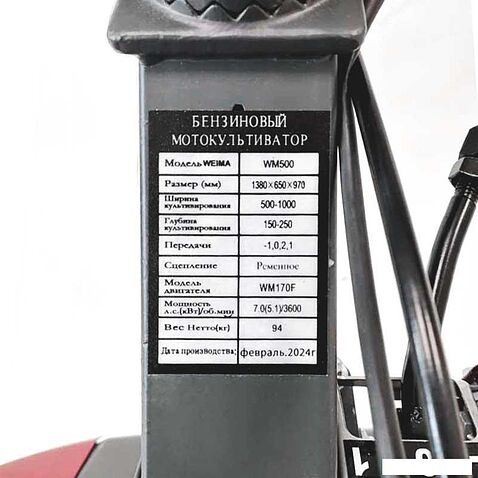 БЕНЗИНОВЫЙ
МОТОКУЛЬТИВАТОР
Модель WEIMA WM500
Размер (мм) 1380×650×970
Ширина
культивирования 500-1000
Глубина
культивирования 150-250
Передачи -1,0,2,1
Сцепление Ременное
Модель
двигателя WM170F
Мощность
л.с.(кВт)/об.мин 7.0(5.1)/3600
Вес Нетто(кг) 94
Дата производства: февраль.2024г
1 0